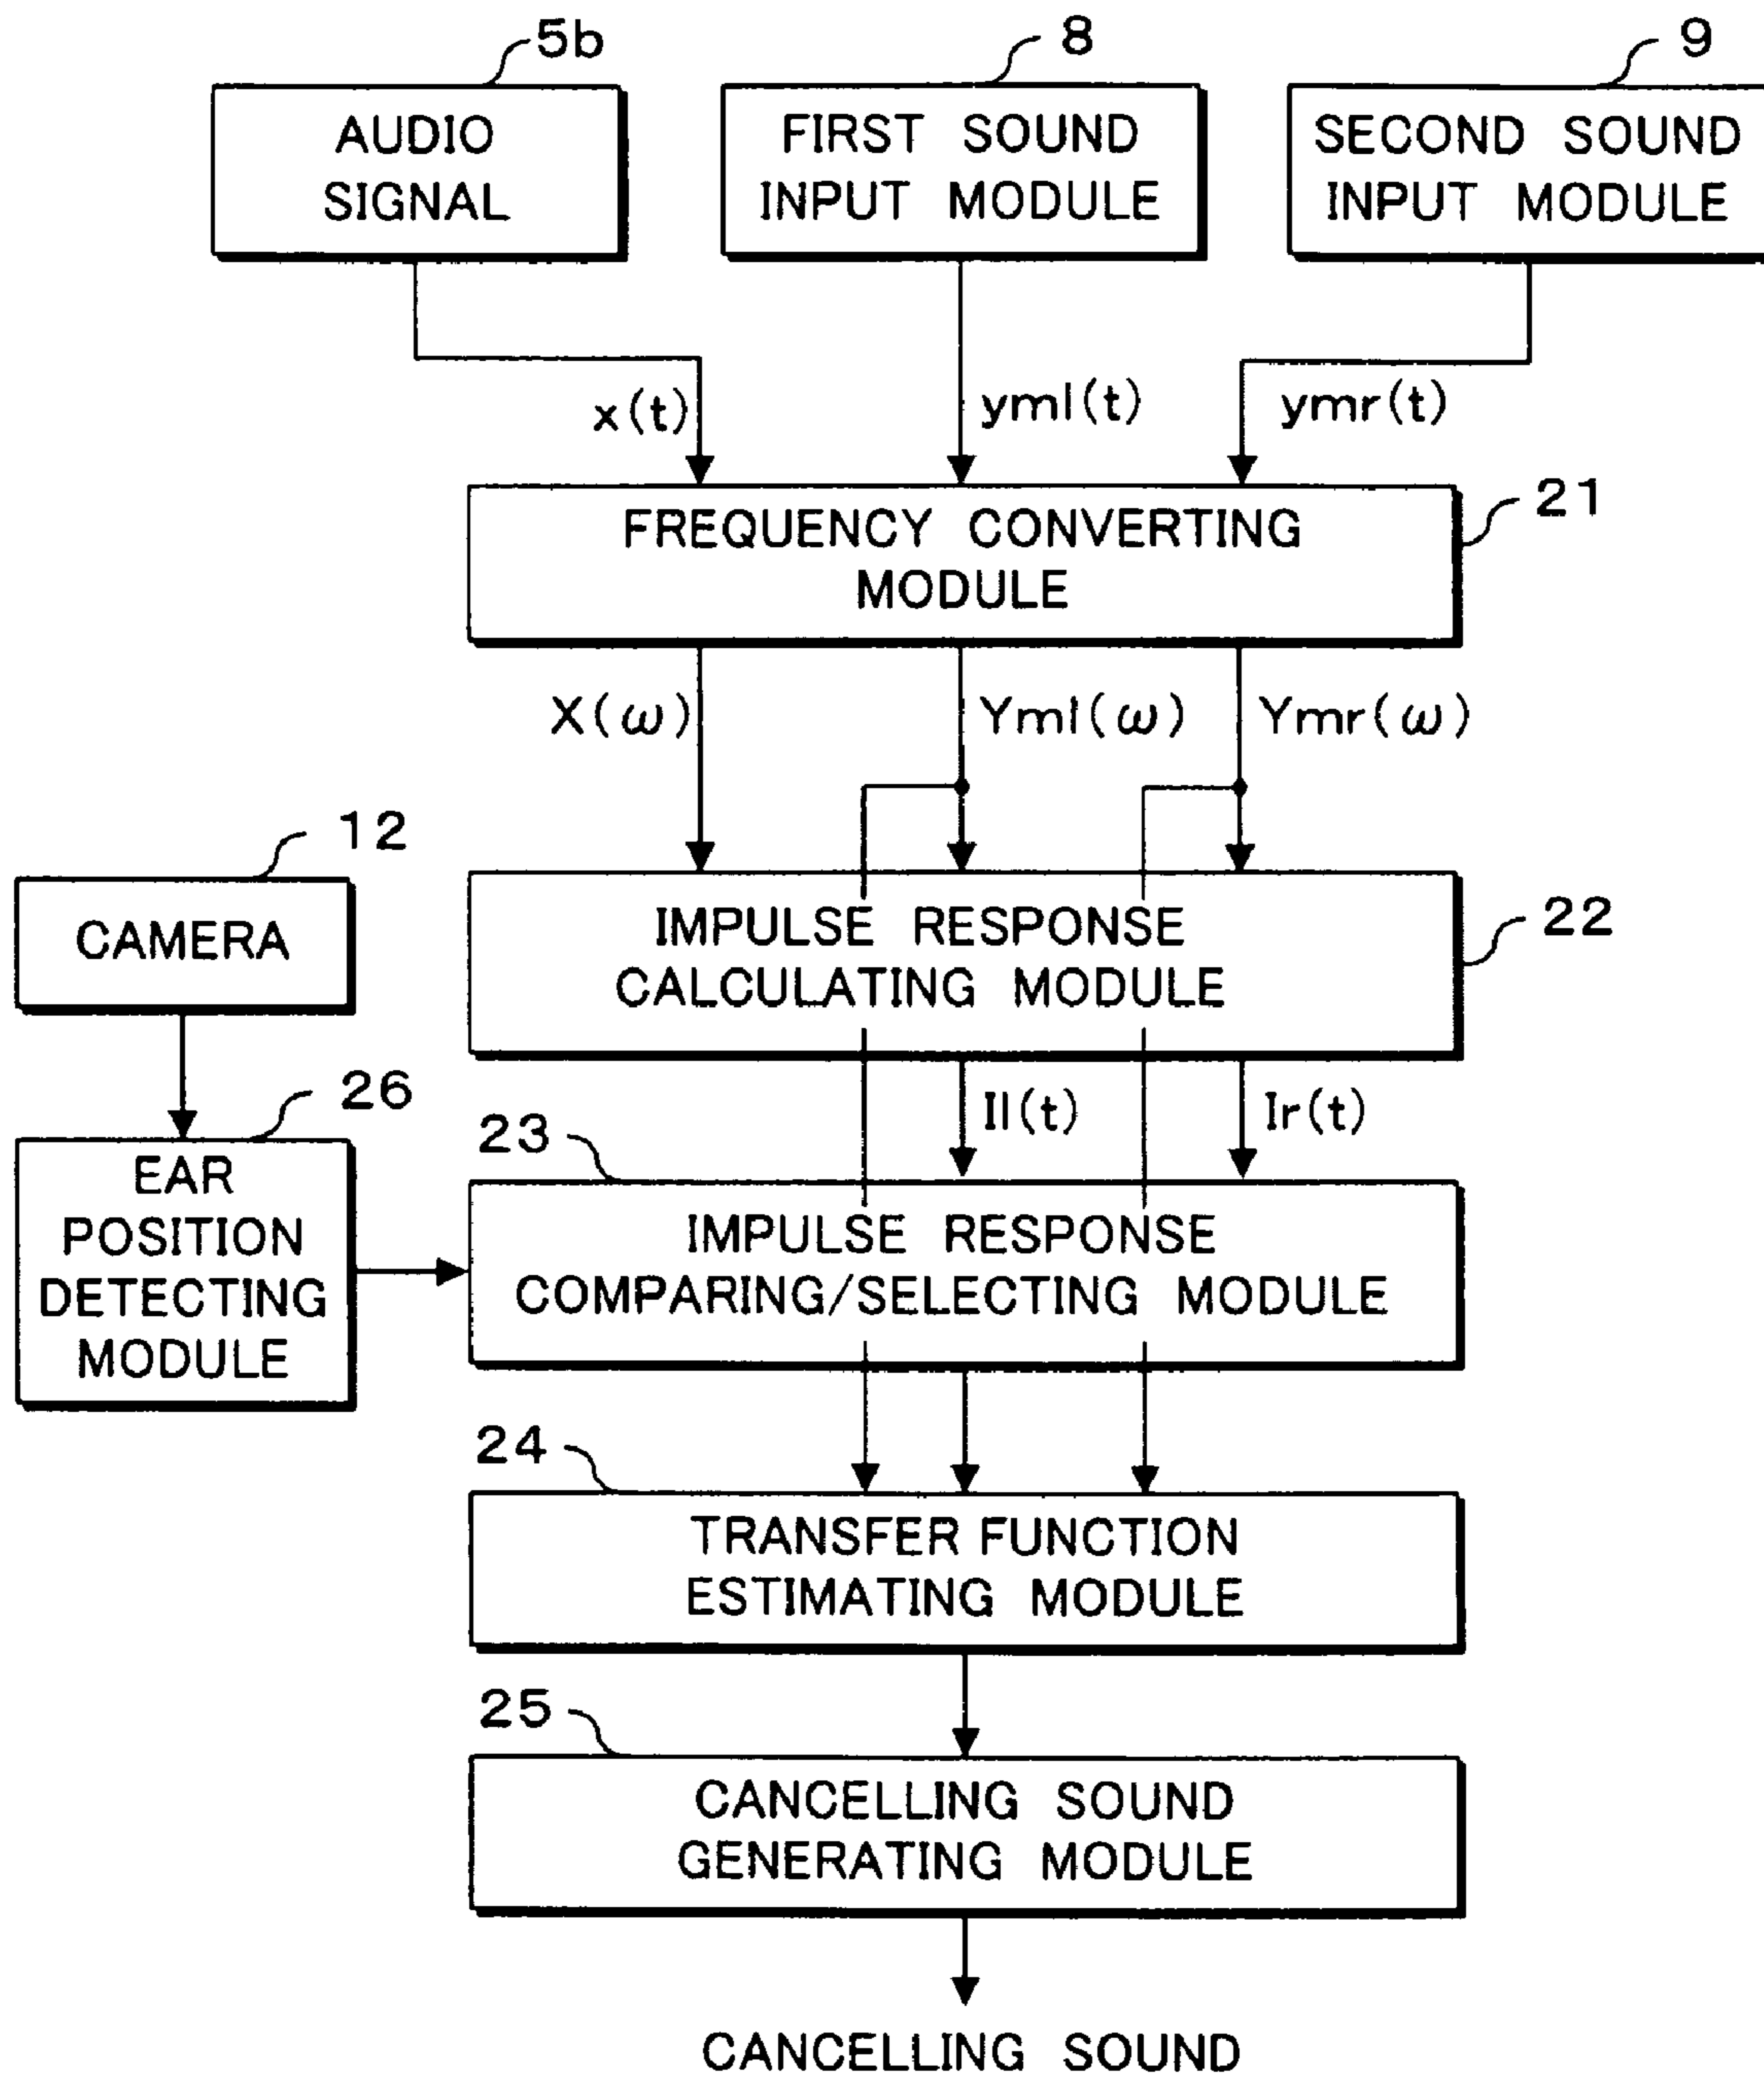 5b
8
9
AUDIO
SIGNAL
FIRST SOUND
INPUT MODULE
SECOND SOUND
INPUT MODULE
x(t)
yml(t)
ymr(t)
21
FREQUENCY CONVERTING
MODULE
X(ω)
Yml(ω)
Ymr(ω)
12
CAMERA
22
IMPULSE RESPONSE
CALCULATING MODULE
26
EAR
POSITION
DETECTING
MODULE
Il(t)
Ir(t)
23
IMPULSE RESPONSE
COMPARING/SELECTING MODULE
24
TRANSFER FUNCTION
ESTIMATING MODULE
25
CANCELLING SOUND
GENERATING MODULE
CANCELLING SOUND